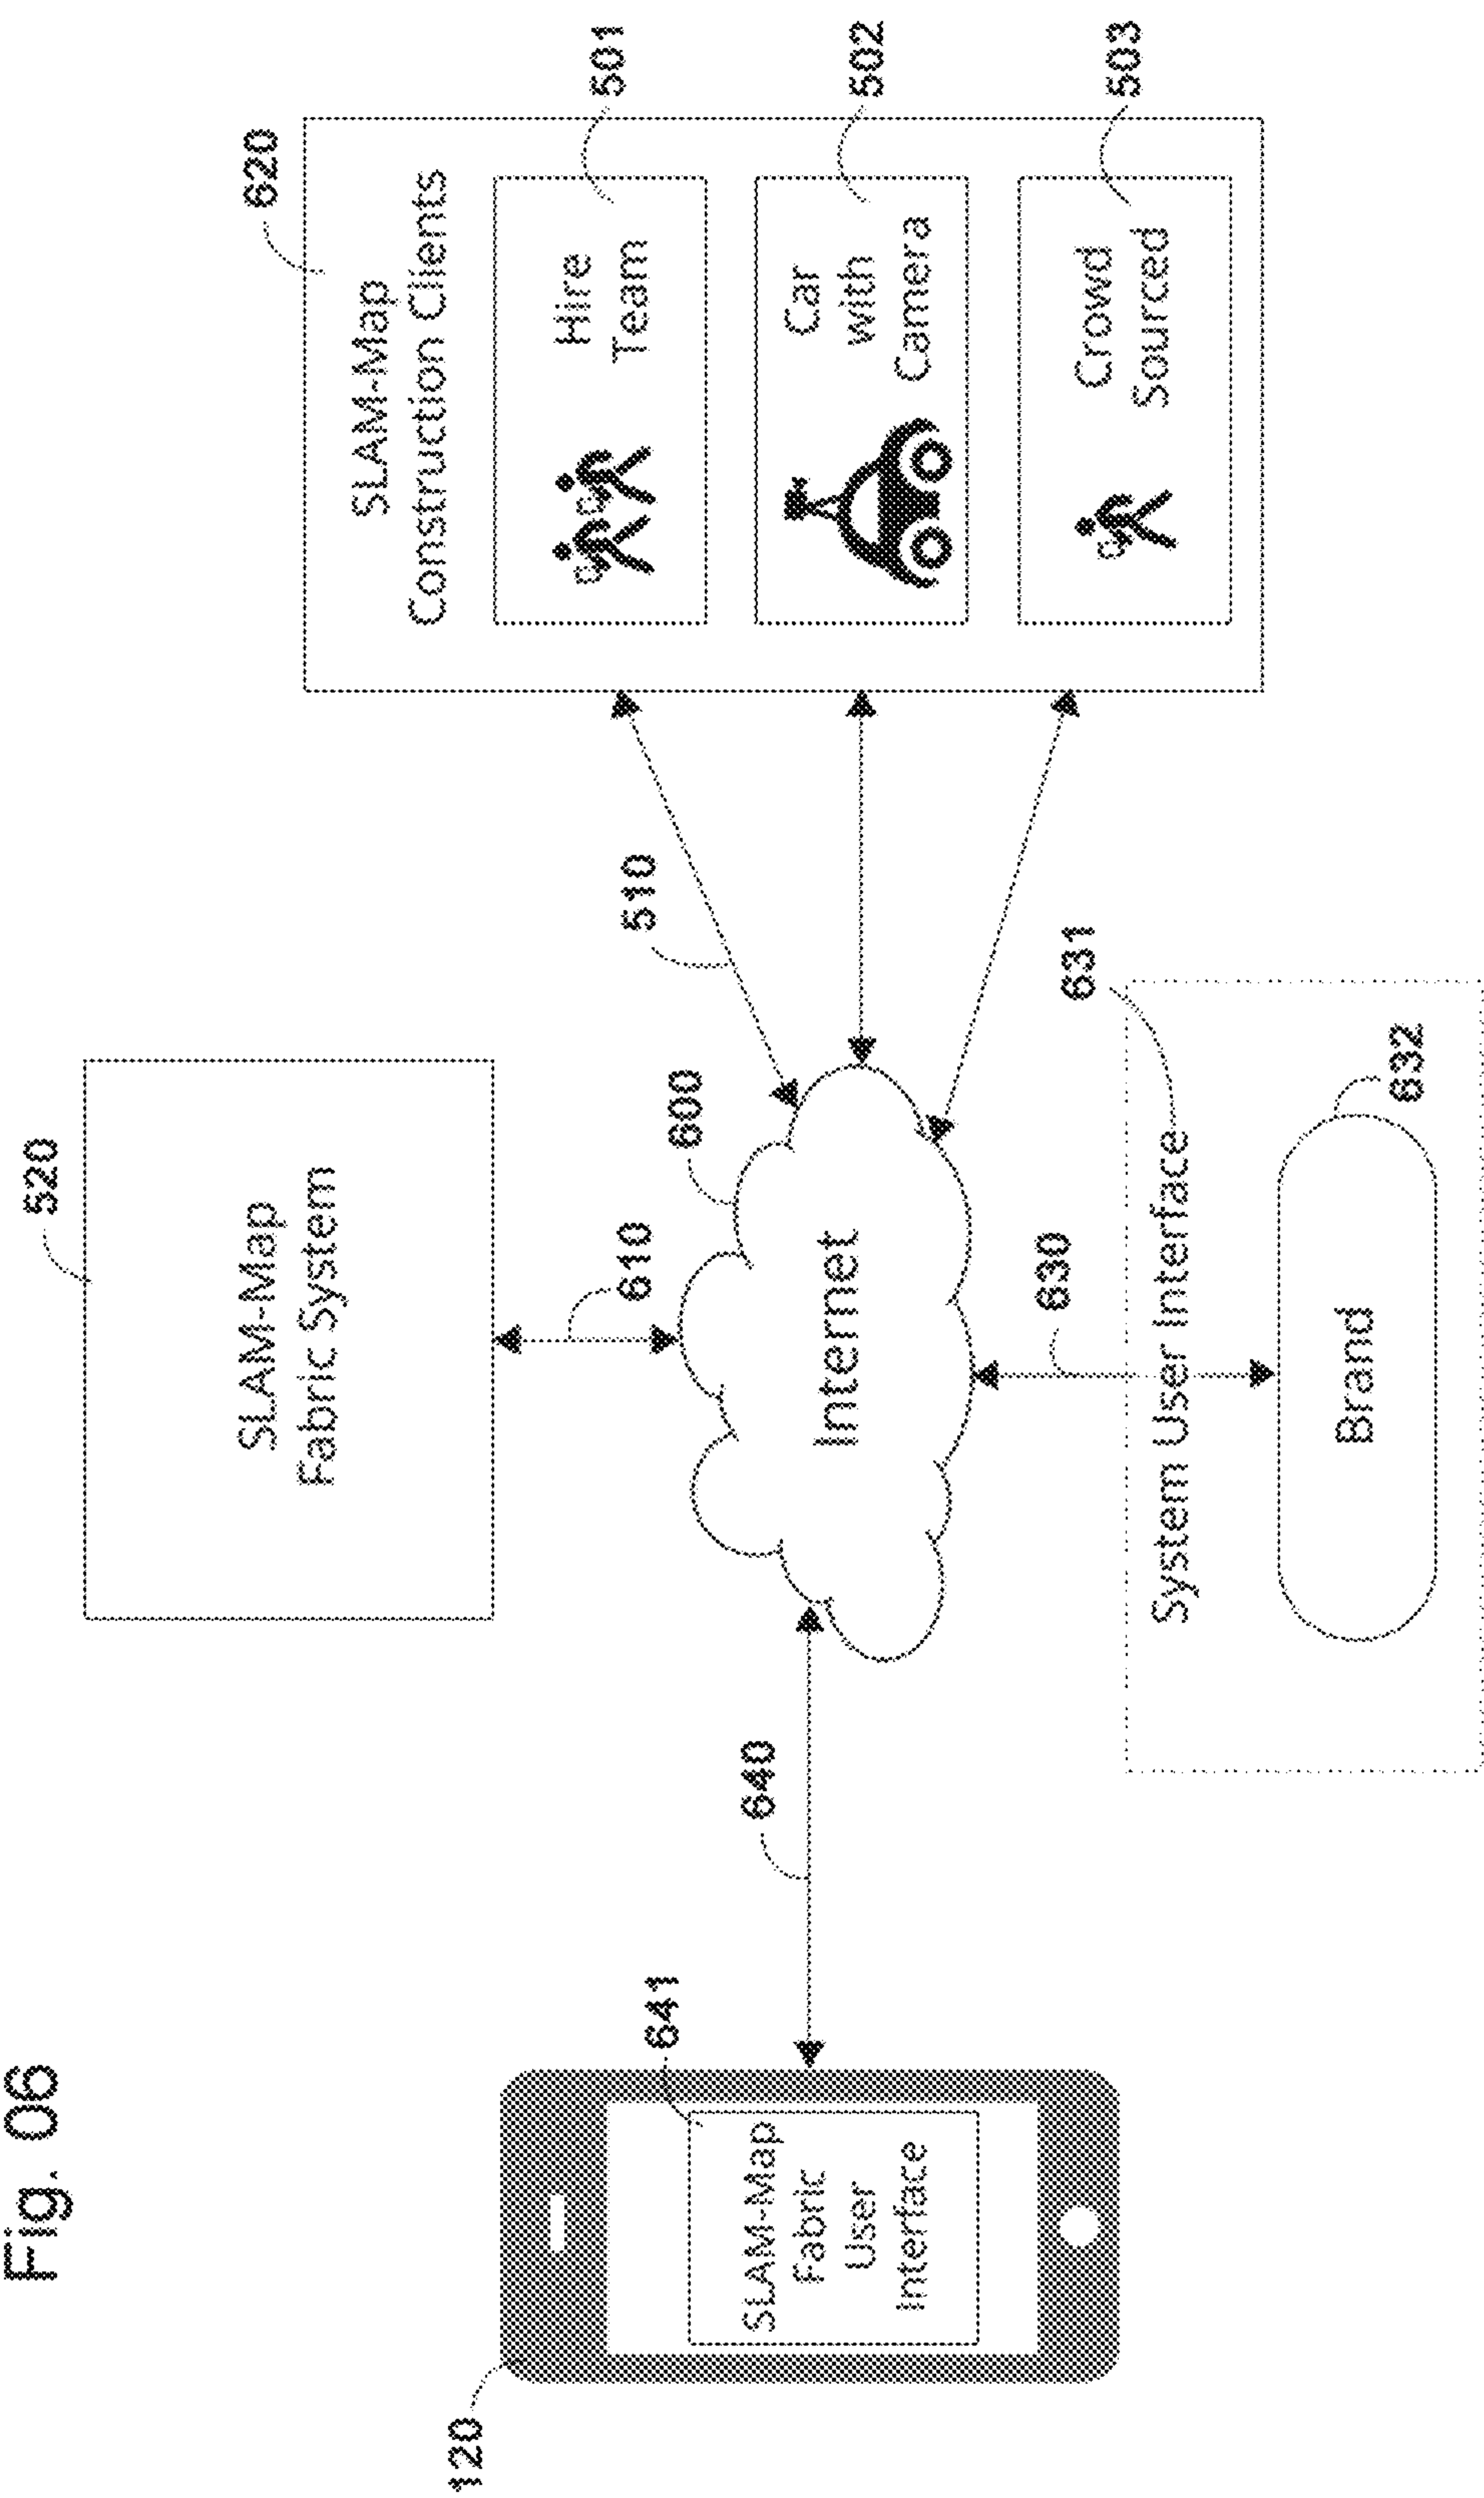 Fig. 06
520
SLAM-Map
Fabric System
620
SLAM-Map
Construction Clients
501
Hire
Team
502
Car
with
Camera
503
Crowd
Sourced
510
600
610
Internet
640
120
641
SLAM-Map
Fabric
User
Interface
630
631
System User Interface
632
Brand